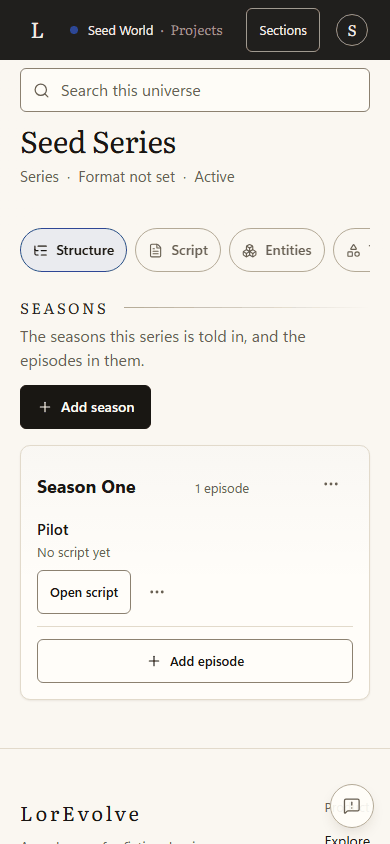 L
Seed World · Projects
Sections
S
Search this universe
Seed Series
Series · Format not set · Active
Structure
Script
Entities
SEASONS
The seasons this series is told in, and the
episodes in them.
Add season
Season One
1 episode
Pilot
No script yet
Open script
Add episode
LorEvolve
Explore